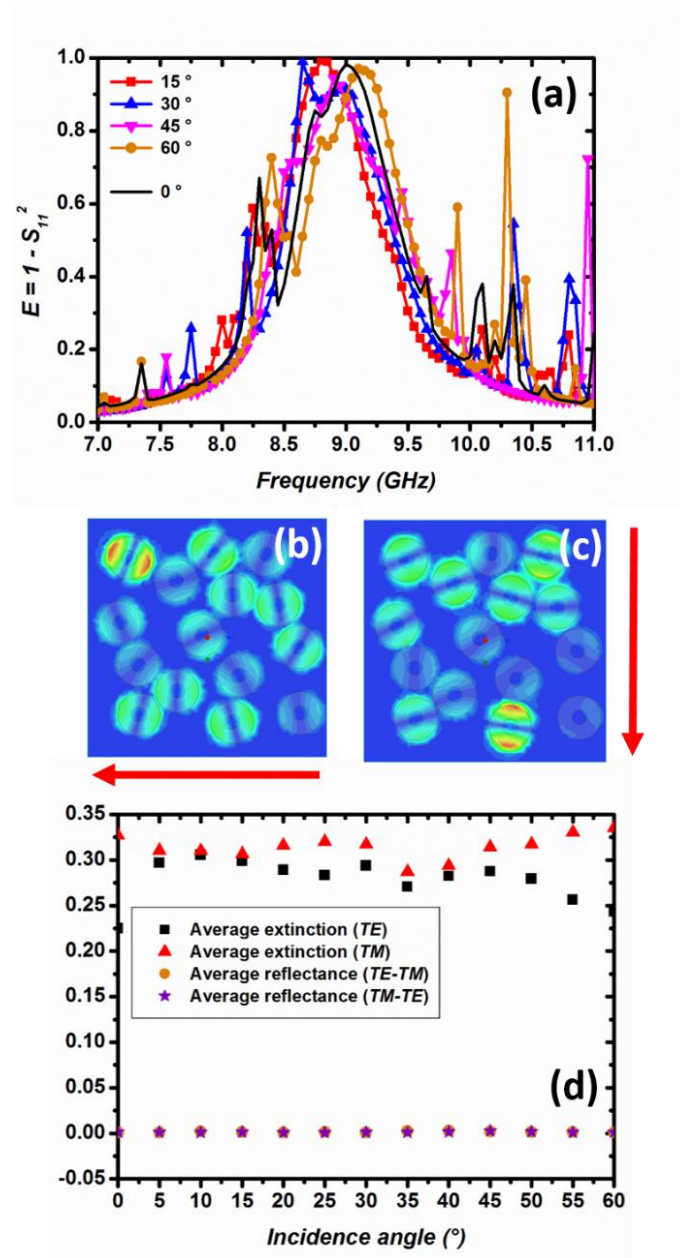 (a)
1.0
0.8
0.6
0.4
0.2
0.0
E = 1 - S₁₁²
15 °
30 °
45 °
60 °
0 °
7.0 7.5 8.0 8.5 9.0 9.5 10.0 10.5 11.0
Frequency (GHz)
(b) (c)
0.35
0.30
0.25
0.20
0.15
0.10
0.05
0.00
-0.05
Average extinction (TE)
Average extinction (TM)
Average reflectance (TE-TM)
Average reflectance (TM-TE)
(d)
0 5 10 15 20 25 30 35 40 45 50 55 60
Incidence angle (°)